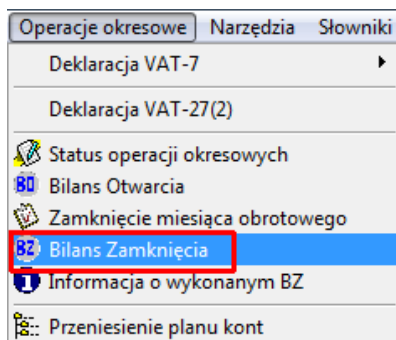 Operacje okresowe Narzędzia Słowniki
Deklaracja VAT-7
Deklaracja VAT-27(2)
Status operacji okresowych
BO Bilans Otwarcia
Zamknięcie miesiąca obrotowego
BZ Bilans Zamknięcia
Informacja o wykonanym BZ
Przeniesienie planu kont